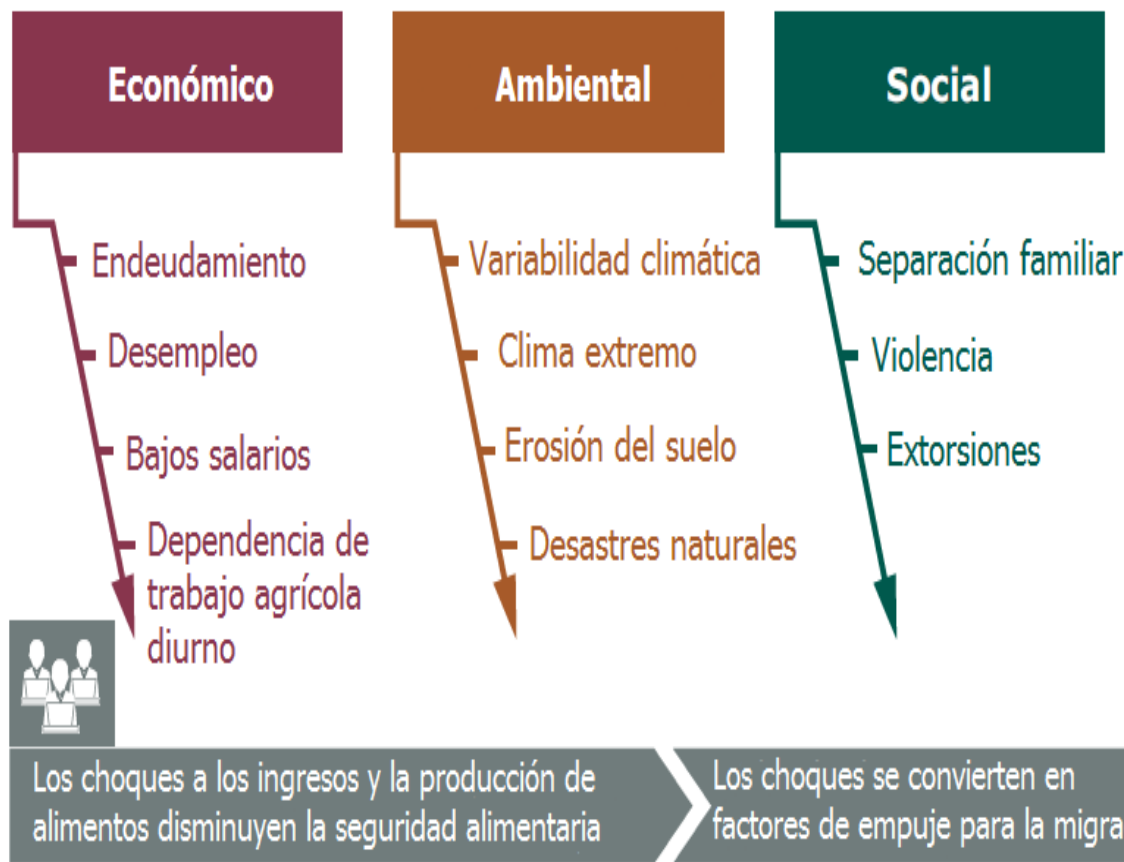 Económico
Endeudamiento
Desempleo
Bajos salarios
Dependencia de
trabajo agrícola
diurno
Ambiental
Variabilidad climática
Clima extremo
Erosión del suelo
Desastres naturales
Social
Separación familiar
Violencia
Extorsiones
Los choques a los ingresos y la producción de
alimentos disminuyen la seguridad alimentaria
Los choques se convierten en
factores de empuje para la migra